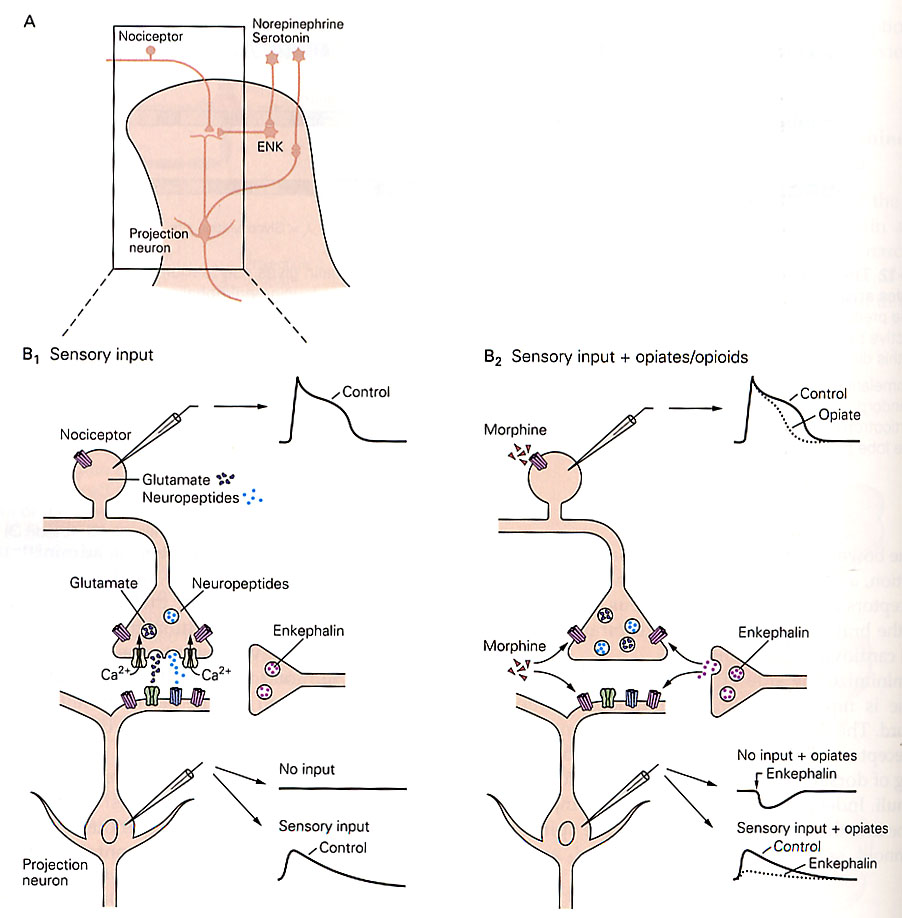 A
Nociceptor
Norepinephrine
Serotonin
ENK
Projection
neuron
B1 Sensory input
Control
Nociceptor
Glutamate
Neuropeptides
Glutamate
Neuropeptides
Enkephalin
Ca2+
Ca2+
No input
Sensory input
Control
Projection
neuron
B2 Sensory input + opiates/opioids
Control
Opiate
Morphine
Morphine
Enkephalin
No input + opiates
Enkephalin
Sensory input + opiates
Control
Enkephalin